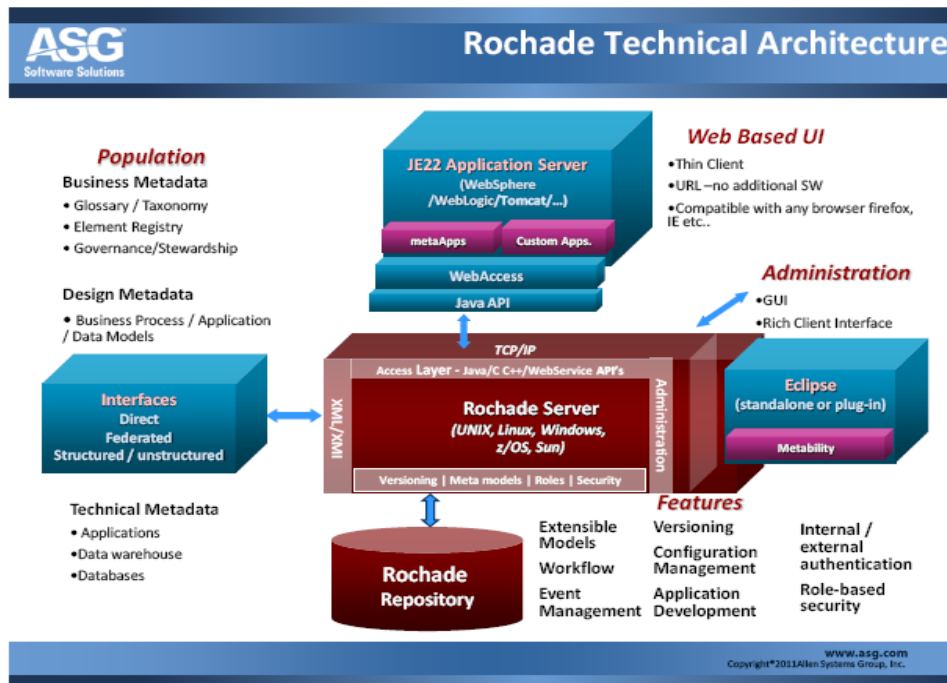 ASG
Software Solutions
Rochade Technical Architecture
Population
Business Metadata
• Glossary / Taxonomy
• Element Registry
• Governance/Stewardship
Design Metadata
• Business Process / Application
/ Data Models
Interfaces
Direct
Federated
Structured / unstructured
Technical Metadata
• Applications
•Data warehouse
•Databases
JE22 Application Server
(WebSphere
/WebLogic/Tomcat/...)
metaApps
Custom Apps.
WebAccess
Java API
Web Based UI
•Thin Client
•URL –no additional SW
•Compatible with any browser firefox,
IE etc..
Administration
•GUI
•Rich Client Interface
TCP/IP
Access Layer - Java/C C++/WebService API's
XML/XMI
Rochade Server
(UNIX, Linux, Windows,
z/OS, Sun)
Administration
Versioning | Meta models | Roles | Security
Eclipse
(standalone or plug-in)
Metability
Rochade
Repository
Features
Extensible
Models
Workflow
Event
Management
Versioning
Configuration
Management
Application
Development
Internal /
external
authentication
Role-based
security
www.asg.com
Copyright©2011Allen Systems Group, Inc.